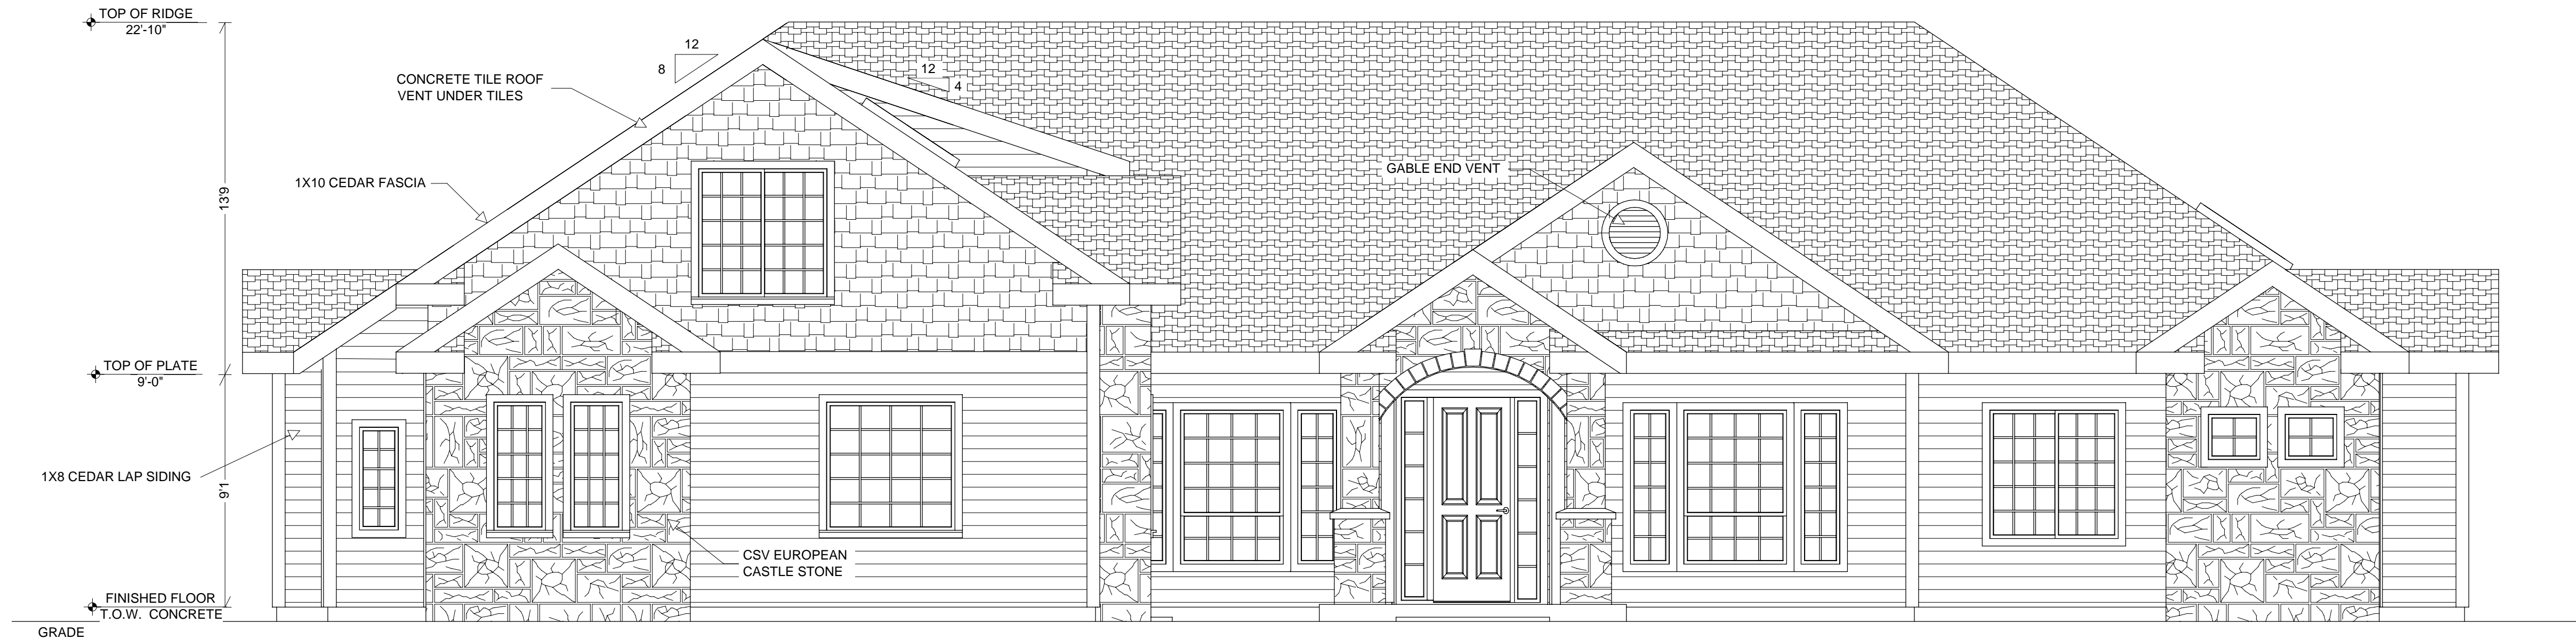 TOP OF RIDGE
22'-10"
12
8
12
4
CONCRETE TILE ROOF
VENT UNDER TILES
GABLE END VENT
1X10 CEDAR FASCIA
13'9
TOP OF PLATE
9'-0"
1X8 CEDAR LAP SIDING
9'1
CSV EUROPEAN
CASTLE STONE
FINISHED FLOOR
T.O.W. CONCRETE
GRADE